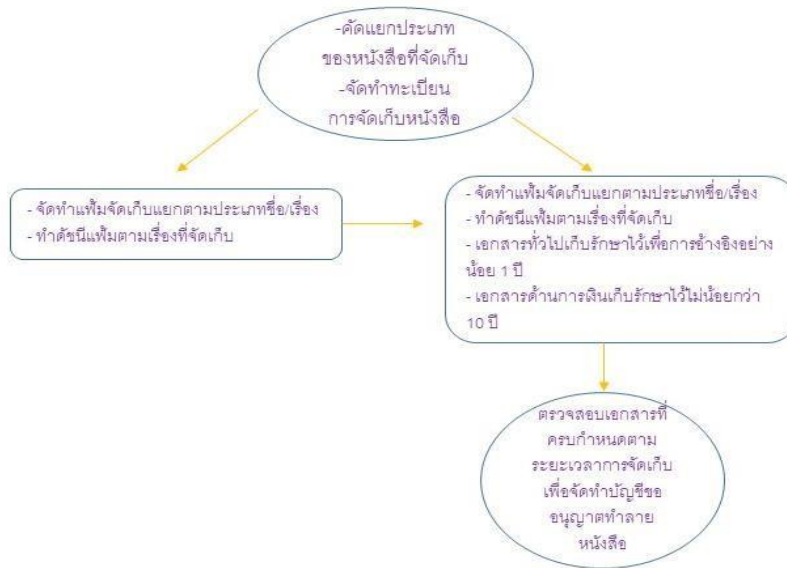 -คัดแยกประเภท
ของหนังสือที่จัดเก็บ
-จัดทำทะเบียน
การจัดเก็บหนังสือ
- จัดทำแฟ้มจัดเก็บแยกตามประเภทชื่อ/เรื่อง
- ทำดัชนีแฟ้มตามเรื่องที่จัดเก็บ
- จัดทำแฟ้มจัดเก็บแยกตามประเภทชื่อ/เรื่อง
- ทำดัชนีแฟ้มตามเรื่องที่จัดเก็บ
- เอกสารทั่วไปเก็บรักษาไว้เพื่อการอ้างอิงอย่าง
น้อย 1 ปี
- เอกสารด้านการเงินเก็บรักษาไว้ไม่น้อยกว่า
10 ปี
ตรวจสอบเอกสารที่
ครบกำหนดตาม
ระยะเวลาการจัดเก็บ
เพื่อจัดทำบัญชีขอ
อนุญาตทำลาย
หนังสือ